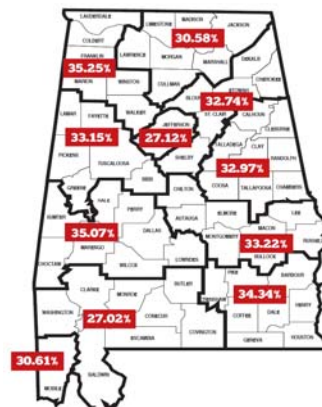 LAUDERDALE
LIMESTONE MADISON JACKSON
COLBERT
30.58%
FRANKLIN LAWRENCE MORGAN MARSHALL DEKALB
35.25%
MARION WINSTON CULLMAN CHEROKEE
32.74%
LAMAR FAYETTE WALKER ST. CLAIR CALHOUN
33.15% 27.12%
JEFFERSON CLEBURNE
TALLADEGA CLAY RANDOLPH
PICKENS TUSCALOOSA SHELBY
32.97%
BIBB COOSA TALLAPOOSA CHAMBERS
GREENE HALE CHILTON
SUMTER PERRY AUTAUGA ELMORE LEE
35.07% DALLAS MONTGOMERY MACON RUSSELL
33.22%
MARENGO BULLOCK
CHOCTAW WILCOX LOWNDES PIKE BARBOUR
CLARKE MONROE BUTLER
34.34%
WASHINGTON 27.02% CONECUH COFFEE DALE HENRY
ESCAMBIA COVINGTON GENEVA HOUSTON
30.61%
MOBILE BALDWIN